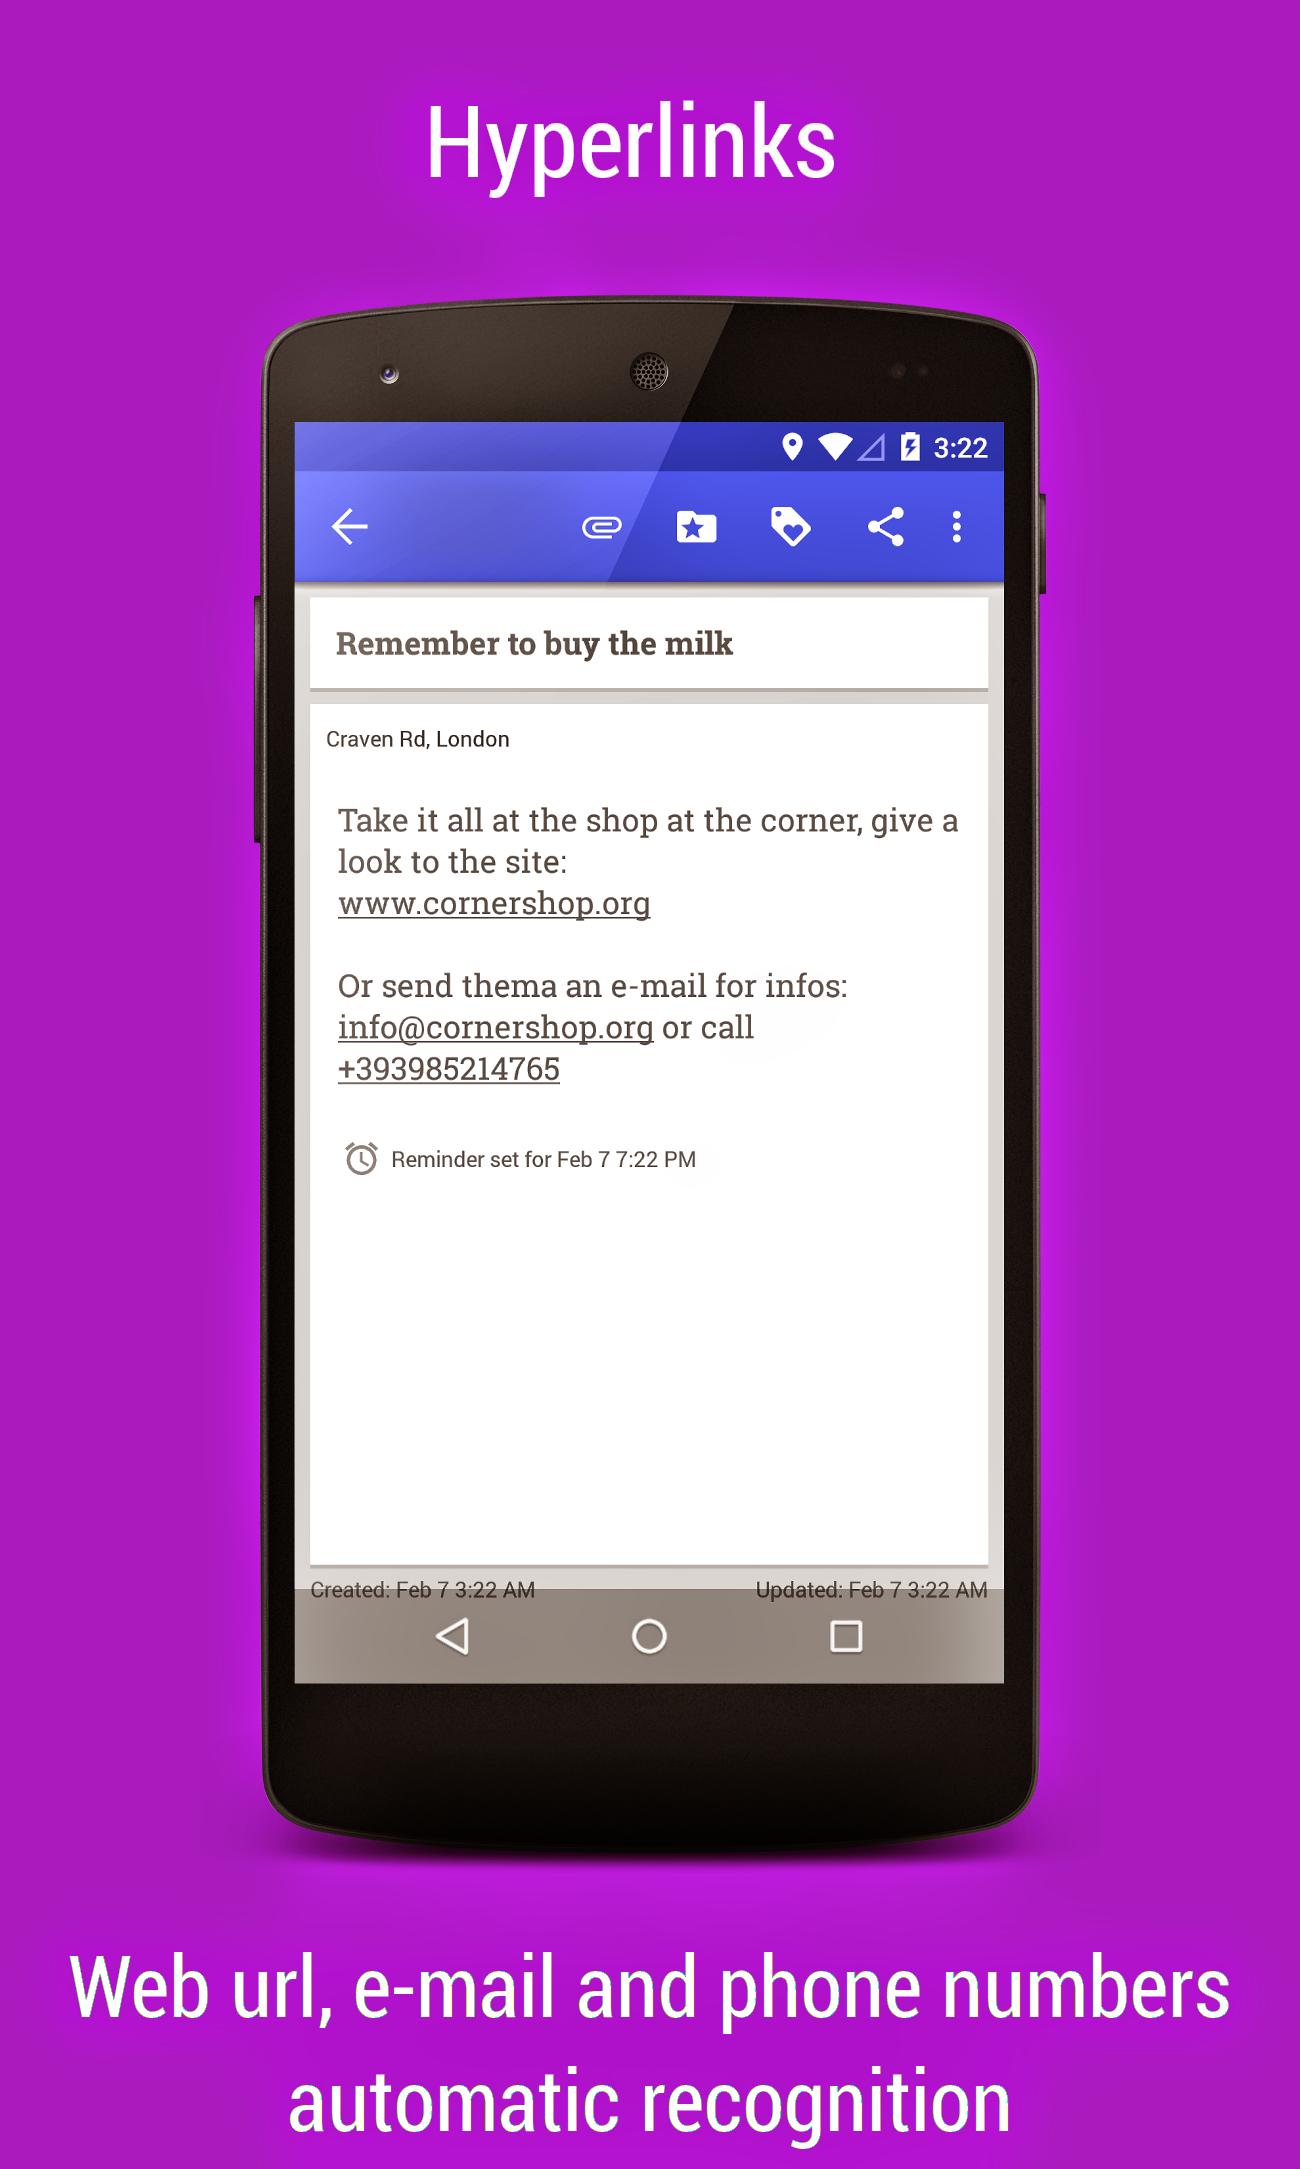 Hyperlinks
3:22
Remember to buy the milk
Craven Rd, London
Take it all at the shop at the corner, give a
look to the site:
www.cornershop.org
Or send thema an e-mail for infos:
info@cornershop.org or call
+393985214765
Reminder set for Feb 7 7:22 PM
Created: Feb 7 3:22 AM
Updated: Feb 7 3:22 AM
Web url, e-mail and phone numbers
automatic recognition